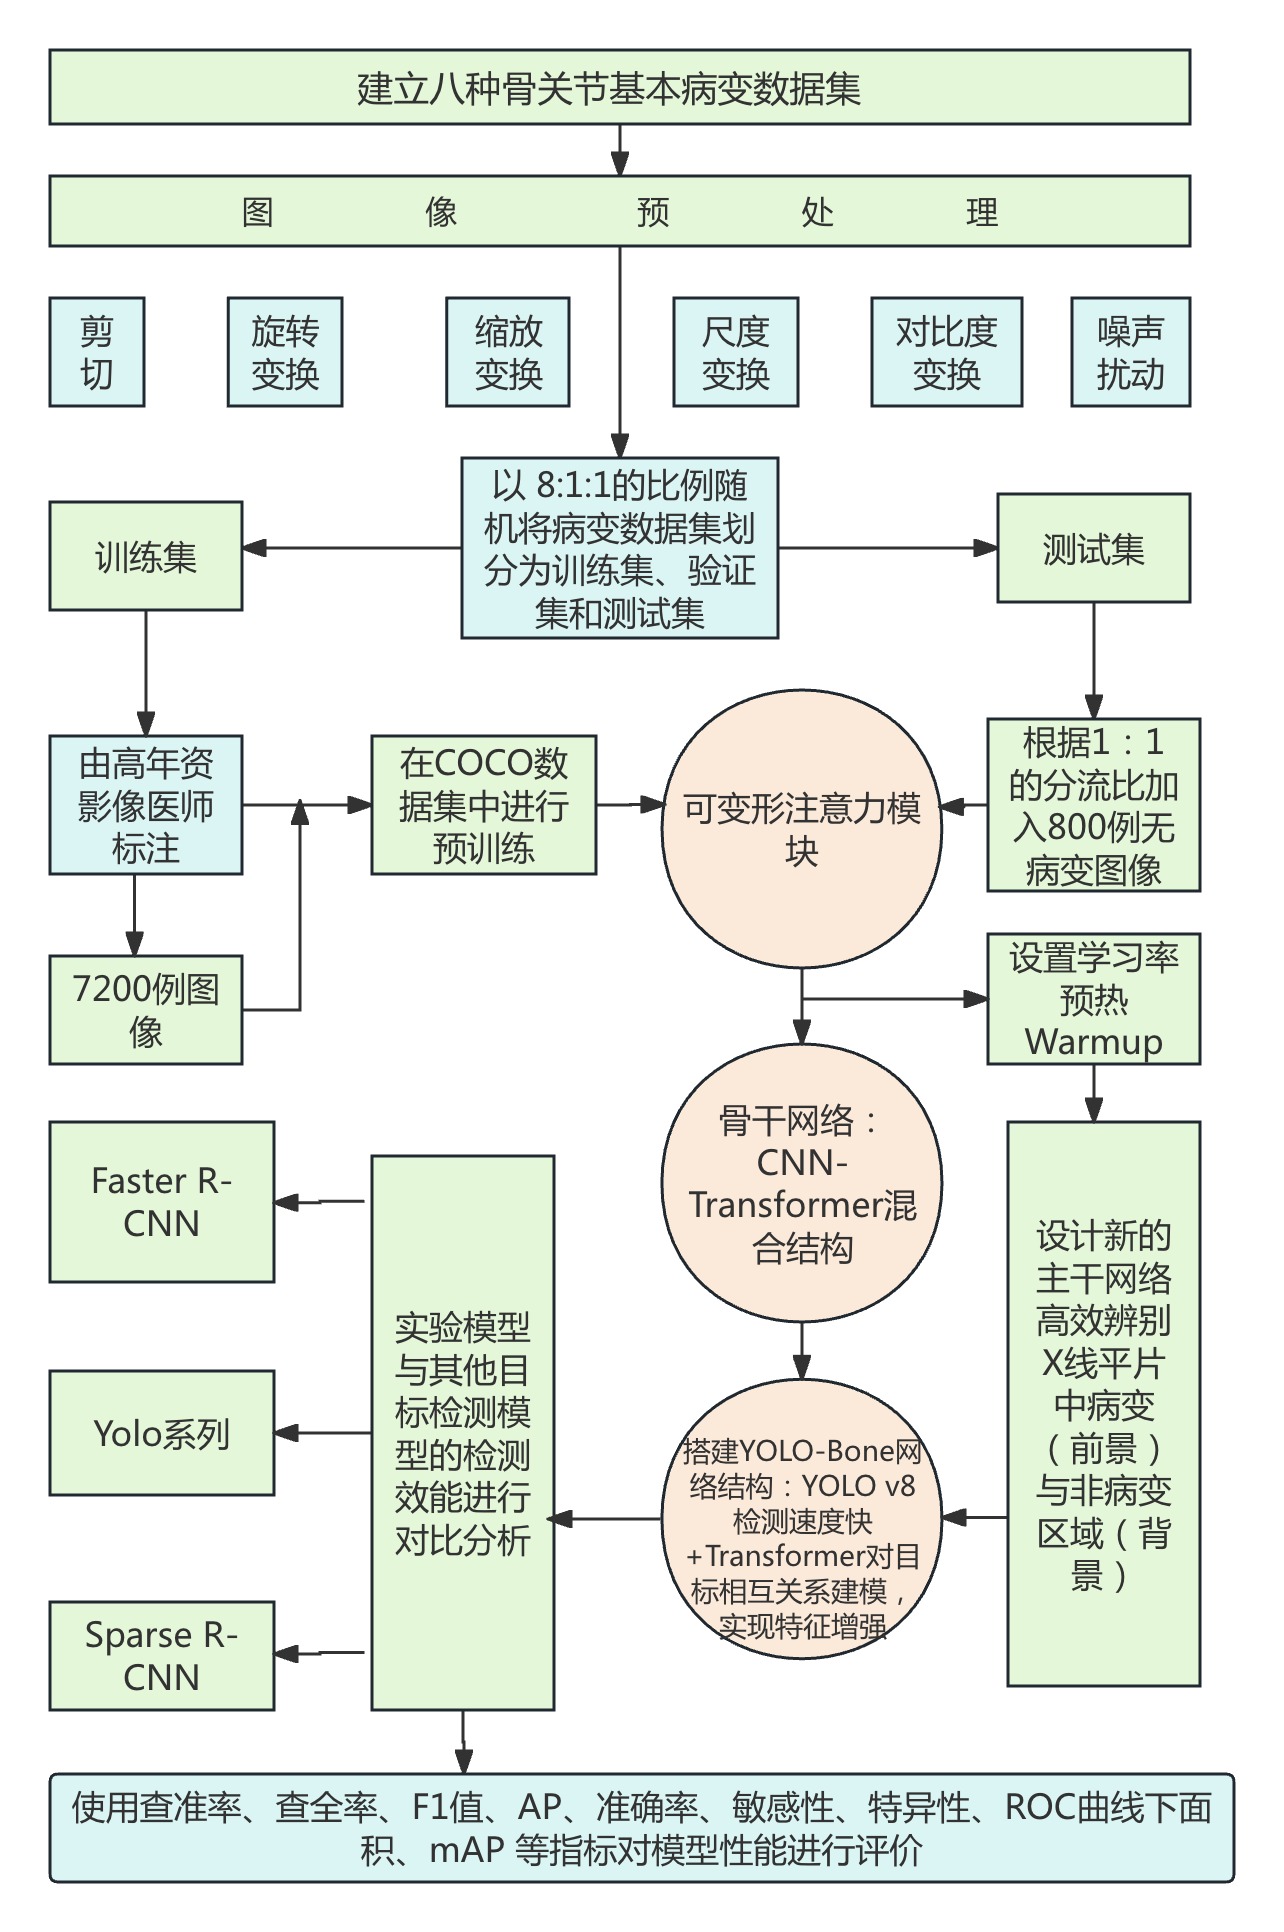 建立八种骨关节基本病变数据集
图 像 预 处 理
剪
切
旋转
变换
缩放
变换
尺度
变换
对比度
变换
噪声
扰动
以 8:1:1的比例随
机将病变数据集划
分为训练集、验证
集和测试集
训练集
测试集
由高年资
影像医师
标注
在COCO数
据集中进行
预训练
可变形注意力模
块
根据1：1
的分流比加
入800例无
病变图像
7200例图
像
设置学习率
预热
Warmup
骨干网络：
CNN-
Transformer混
合结构
Faster R-
CNN
Yolo系列
Sparse R-
CNN
实验模型
与其他目
标检测模
型的检测
效能进行
对比分析
搭建YOLO-Bone网
络结构：YOLO v8
检测速度快
+Transformer对目
标相互关系建模，
实现特征增强
设计新的
主干网络
高效辨别
X线平片
中病变
（前景）
与非病变
区域（背
景）
使用查准率、查全率、F1值、AP、准确率、敏感性、特异性、ROC曲线下面
积、mAP 等指标对模型性能进行评价